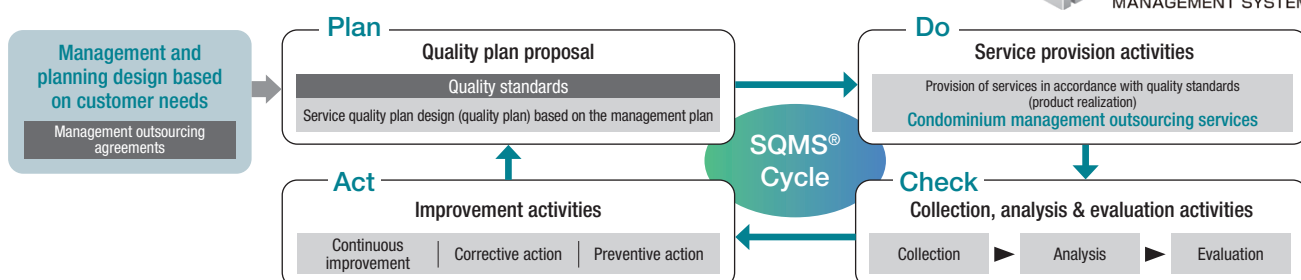 MANAGEMENT SYSTEM
Management and
planning design based
on customer needs
Management outsourcing
agreements
Plan
Quality plan proposal
Quality standards
Service quality plan design (quality plan) based on the management plan
Do
Service provision activities
Provision of services in accordance with quality standards
(product realization)
Condominium management outsourcing services
SQMS®
Cycle
Act
Improvement activities
Continuous
improvement
Corrective action
Preventive action
Check
Collection, analysis & evaluation activities
Collection
Analysis
Evaluation